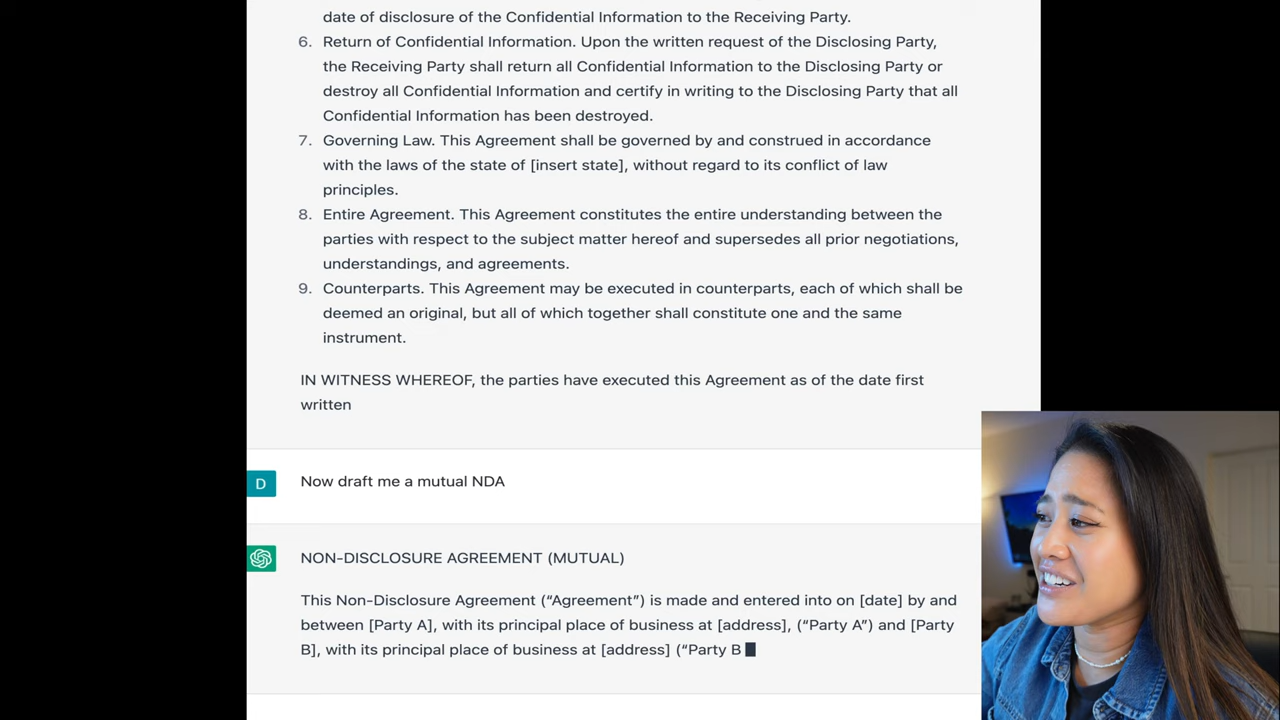 date of disclosure of the Confidential Information to the Receiving Party.
6. Return of Confidential Information. Upon the written request of the Disclosing Party,
the Receiving Party shall return all Confidential Information to the Disclosing Party or
destroy all Confidential Information and certify in writing to the Disclosing Party that all
Confidential Information has been destroyed.
7. Governing Law. This Agreement shall be governed by and construed in accordance
with the laws of the state of [insert state], without regard to its conflict of law
principles.
8. Entire Agreement. This Agreement constitutes the entire understanding between the
parties with respect to the subject matter hereof and supersedes all prior negotiations,
understandings, and agreements.
9. Counterparts. This Agreement may be executed in counterparts, each of which shall be
deemed an original, but all of which together shall constitute one and the same
instrument.
IN WITNESS WHEREOF, the parties have executed this Agreement as of the date first
written
D
Now draft me a mutual NDA
NON-DISCLOSURE AGREEMENT (MUTUAL)
This Non-Disclosure Agreement (“Agreement”) is made and entered into on [date] by and
between [Party A], with its principal place of business at [address], (“Party A”) and [Party
B], with its principal place of business at [address] (“Party B